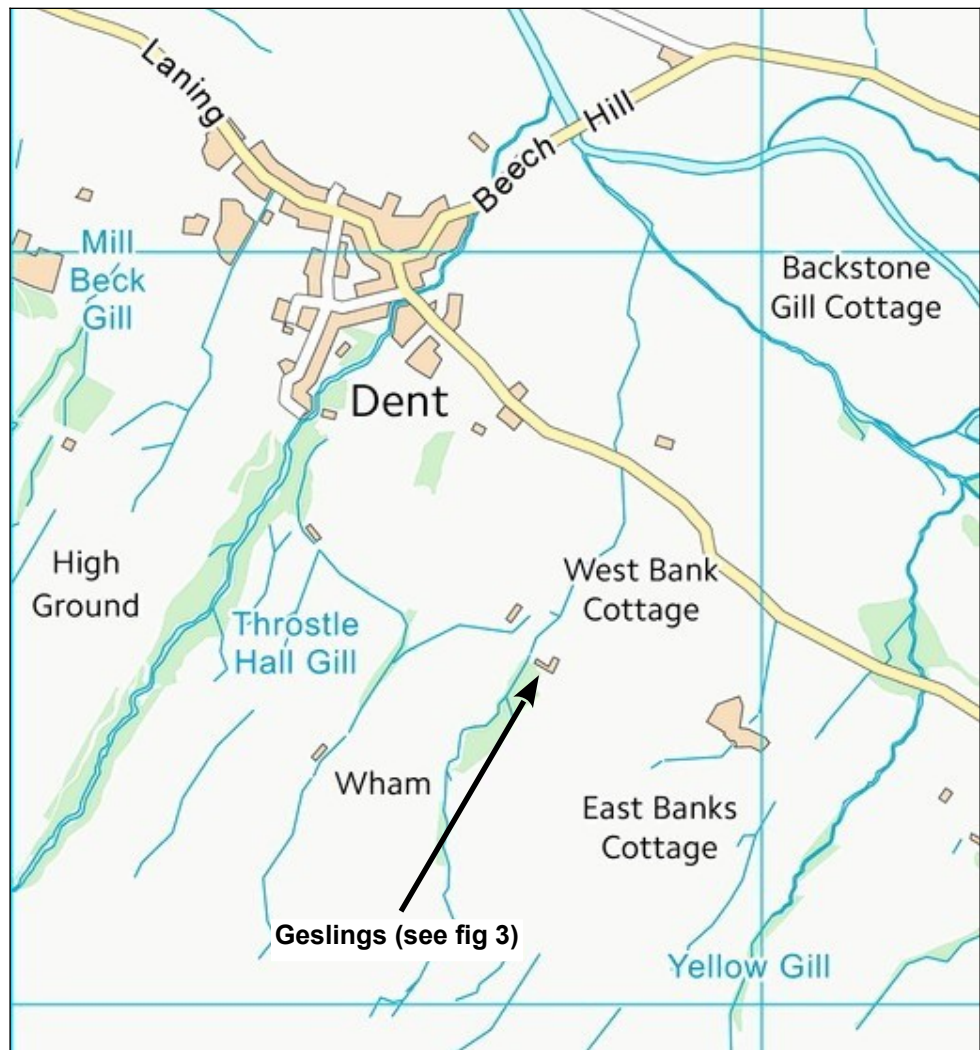 Laning
Beech Hill
Mill
Beck
Gill
Backstone
Gill Cottage
Dent
High
Ground
West Bank
Cottage
Throstle
Hall Gill
Wham
East Banks
Cottage
Geslings (see fig 3)
Yellow Gill